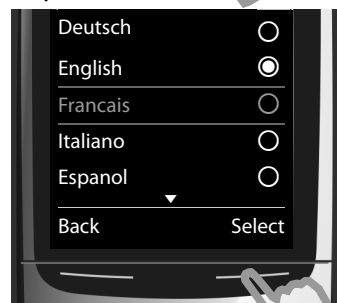 Deutsch
English
Francais
Italiano
Espanol
Back Select